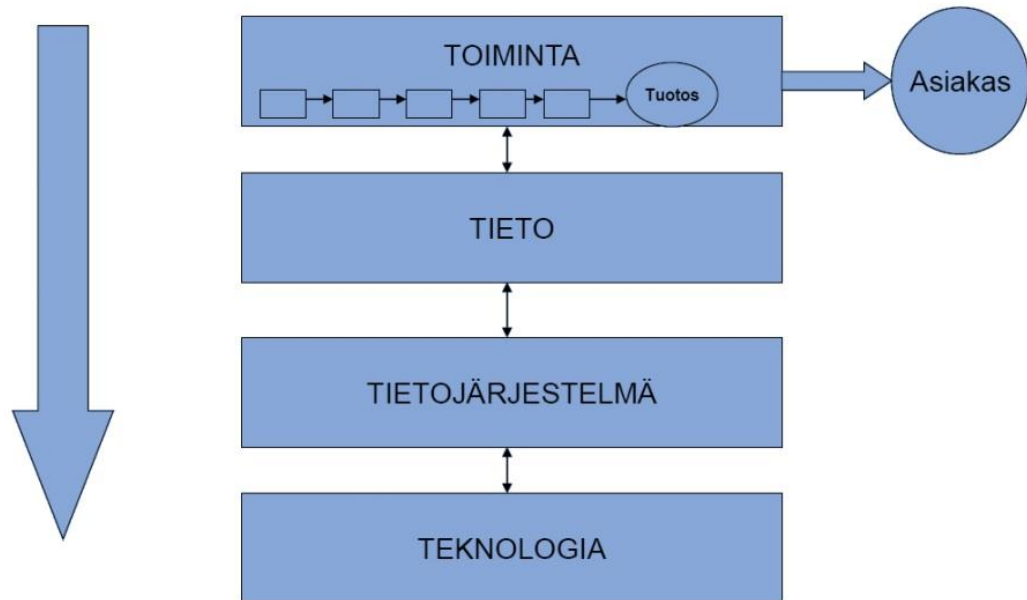 TOIMINTA
Tuotos
Asiakas
TIETO
TIETOJÄRJESTELMÄ
TEKNOLOGIA